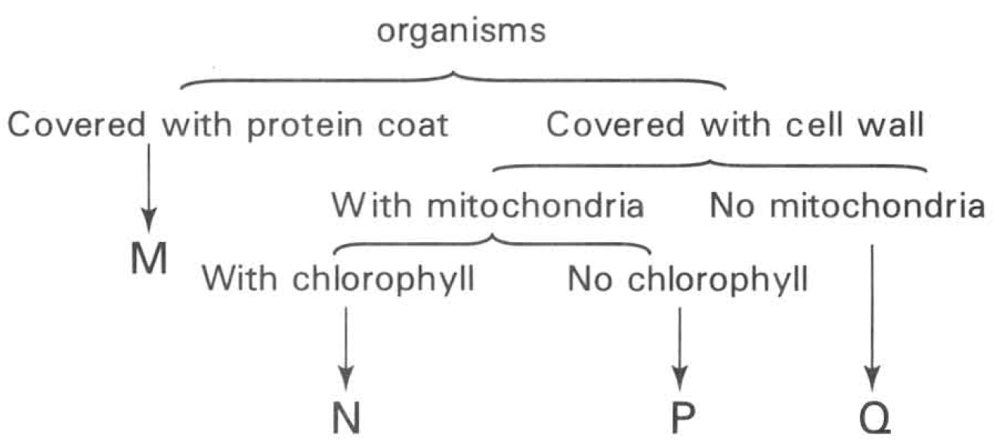 organisms
Covered with protein coat Covered with cell wall
With mitochondria No mitochondria
M
With chlorophyll No chlorophyll
N P Q